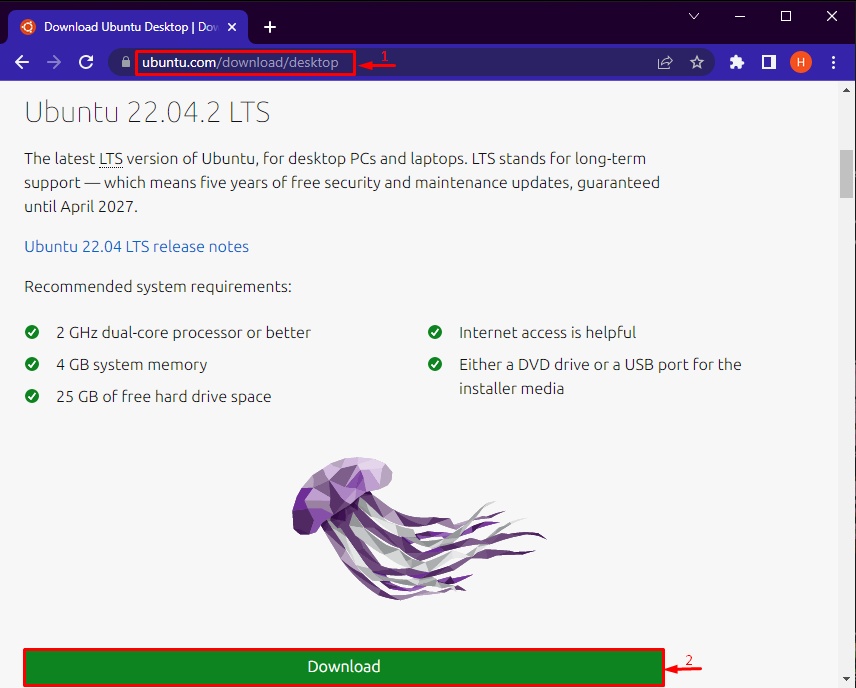 Download Ubuntu Desktop | Dow
ubuntu.com/download/desktop
1
H
Ubuntu 22.04.2 LTS
The latest LTS version of Ubuntu, for desktop PCs and laptops. LTS stands for long-term
support — which means five years of free security and maintenance updates, guaranteed
until April 2027.
Ubuntu 22.04 LTS release notes
Recommended system requirements:
2 GHz dual-core processor or better
4 GB system memory
25 GB of free hard drive space
Internet access is helpful
Either a DVD drive or a USB port for the
installer media
Download
2